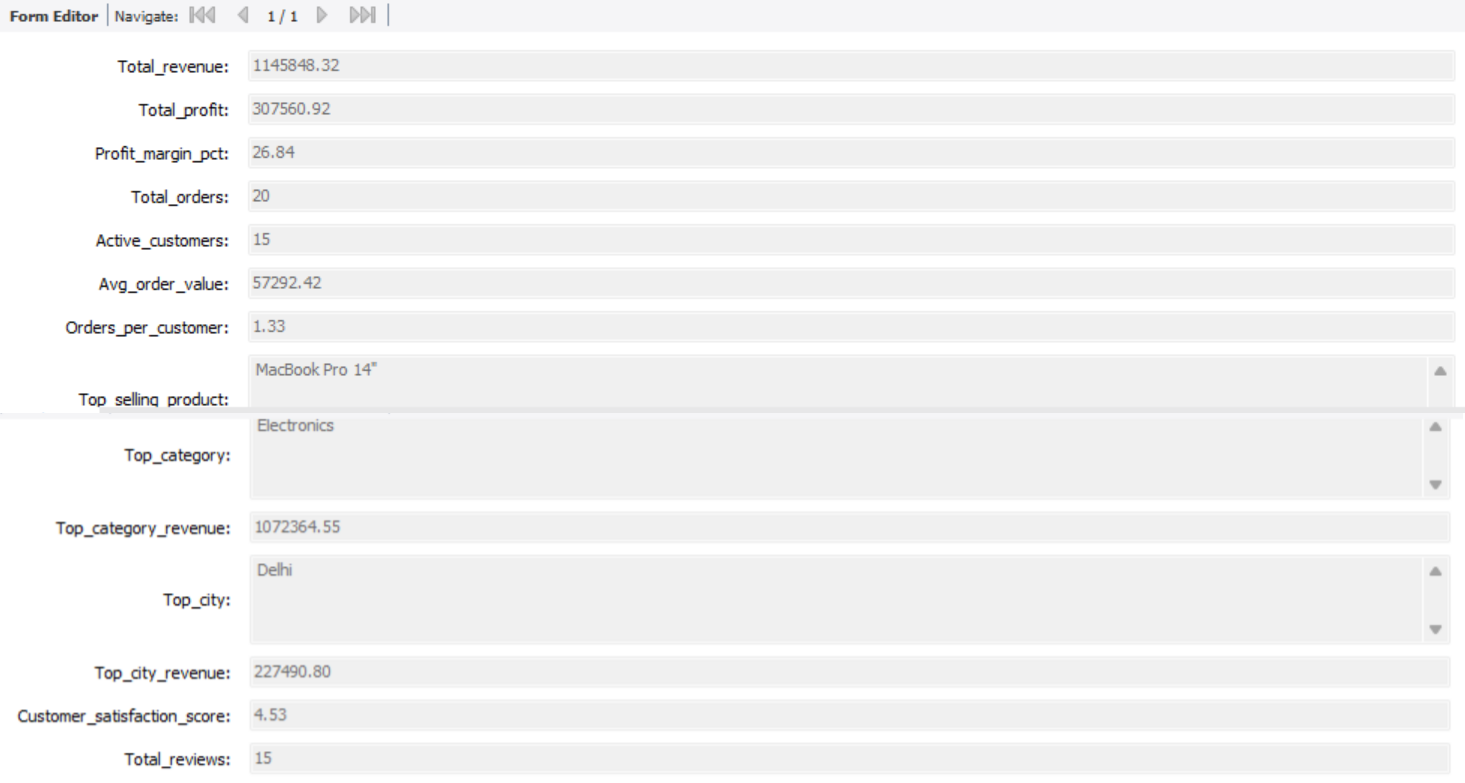 Form Editor Navigate: 1 / 1
Total_revenue: 1145848.32
Total_profit: 307560.92
Profit_margin_pct: 26.84
Total_orders: 20
Active_customers: 15
Avg_order_value: 57292.42
Orders_per_customer: 1.33
Top_selling_product: MacBook Pro 14"
Top_category: Electronics
Top_category_revenue: 1072364.55
Top_city: Delhi
Top_city_revenue: 227490.80
Customer_satisfaction_score: 4.53
Total_reviews: 15